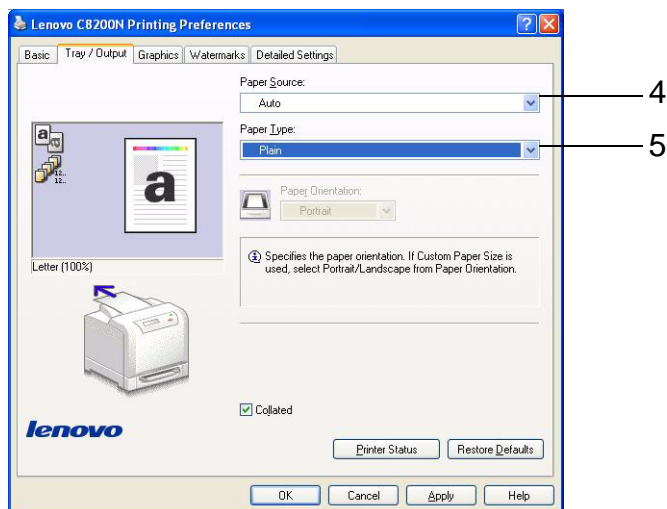 Lenovo C8200N Printing Preferences
Basic Tray / Output Graphics Watermarks Detailed Settings
Paper Source:
Auto
4
Paper Type:
Plain
5
a
a
12..
12..
a
Paper Orientation:
Portrait
Specifies the paper orientation. If Custom Paper Size is
used, select Portrait/Landscape from Paper Orientation.
Letter (100%)
Collated
lenovo
Printer Status Restore Defaults
OK Cancel Apply Help